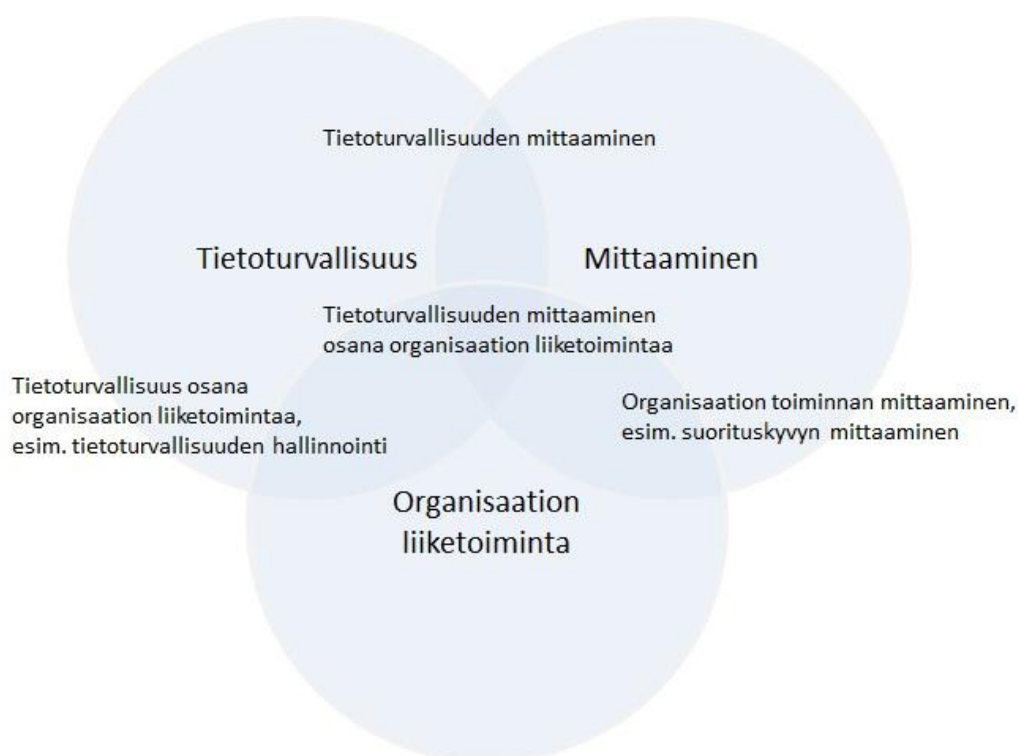 Tietoturvallisuuden mittaaminen
Tietoturvallisuus
Mittaaminen
Tietoturvallisuuden mittaaminen
osana organisaation liiketoimintaa
Tietoturvallisuus osana
organisaation liiketoimintaa,
esim. tietoturvallisuuden hallinnointi
Organisaation toiminnan mittaaminen,
esim. suorituskyvyn mittaaminen
Organisaation
liiketoiminta